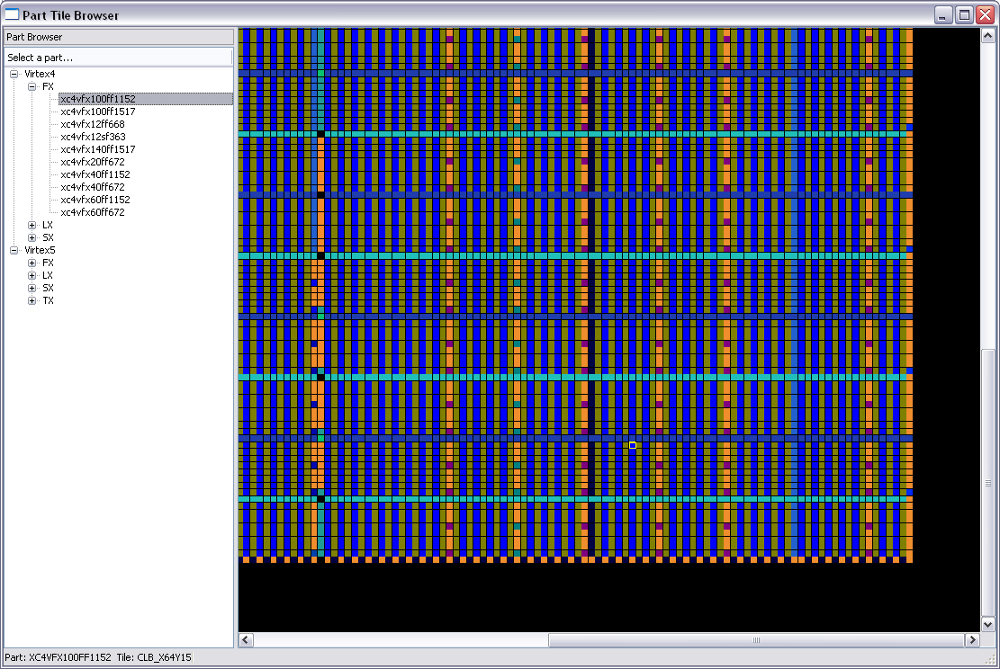 Part Tile Browser
Part Browser
Select a part...
Virtex4
FX
xc4vfx100ff1152
xc4vfx100ff1517
xc4vfx12ff668
xc4vfx12sf363
xc4vfx140ff1517
xc4vfx20ff672
xc4vfx40ff1152
xc4vfx40ff672
xc4vfx60ff1152
xc4vfx60ff672
LX
SX
Virtex5
FX
LX
SX
TX
Part: XC4VFX100FF1152 Tile: CLB_X64Y15